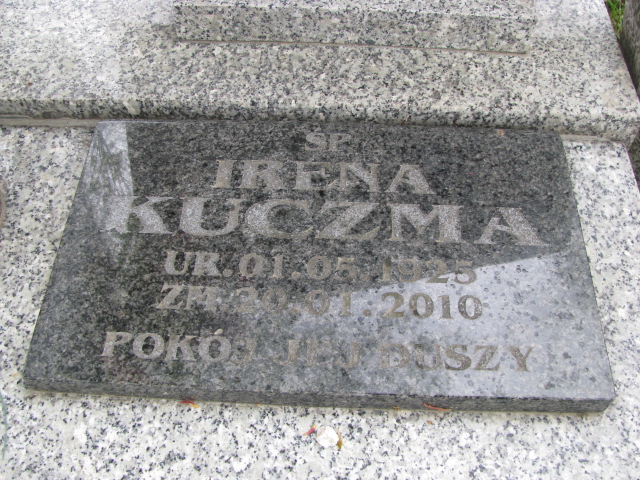 ŚP.
IRENA
KUCZMA
UR.01.05.1925
ZM.20.01.2010
POKÓJ JEJ DUSZY